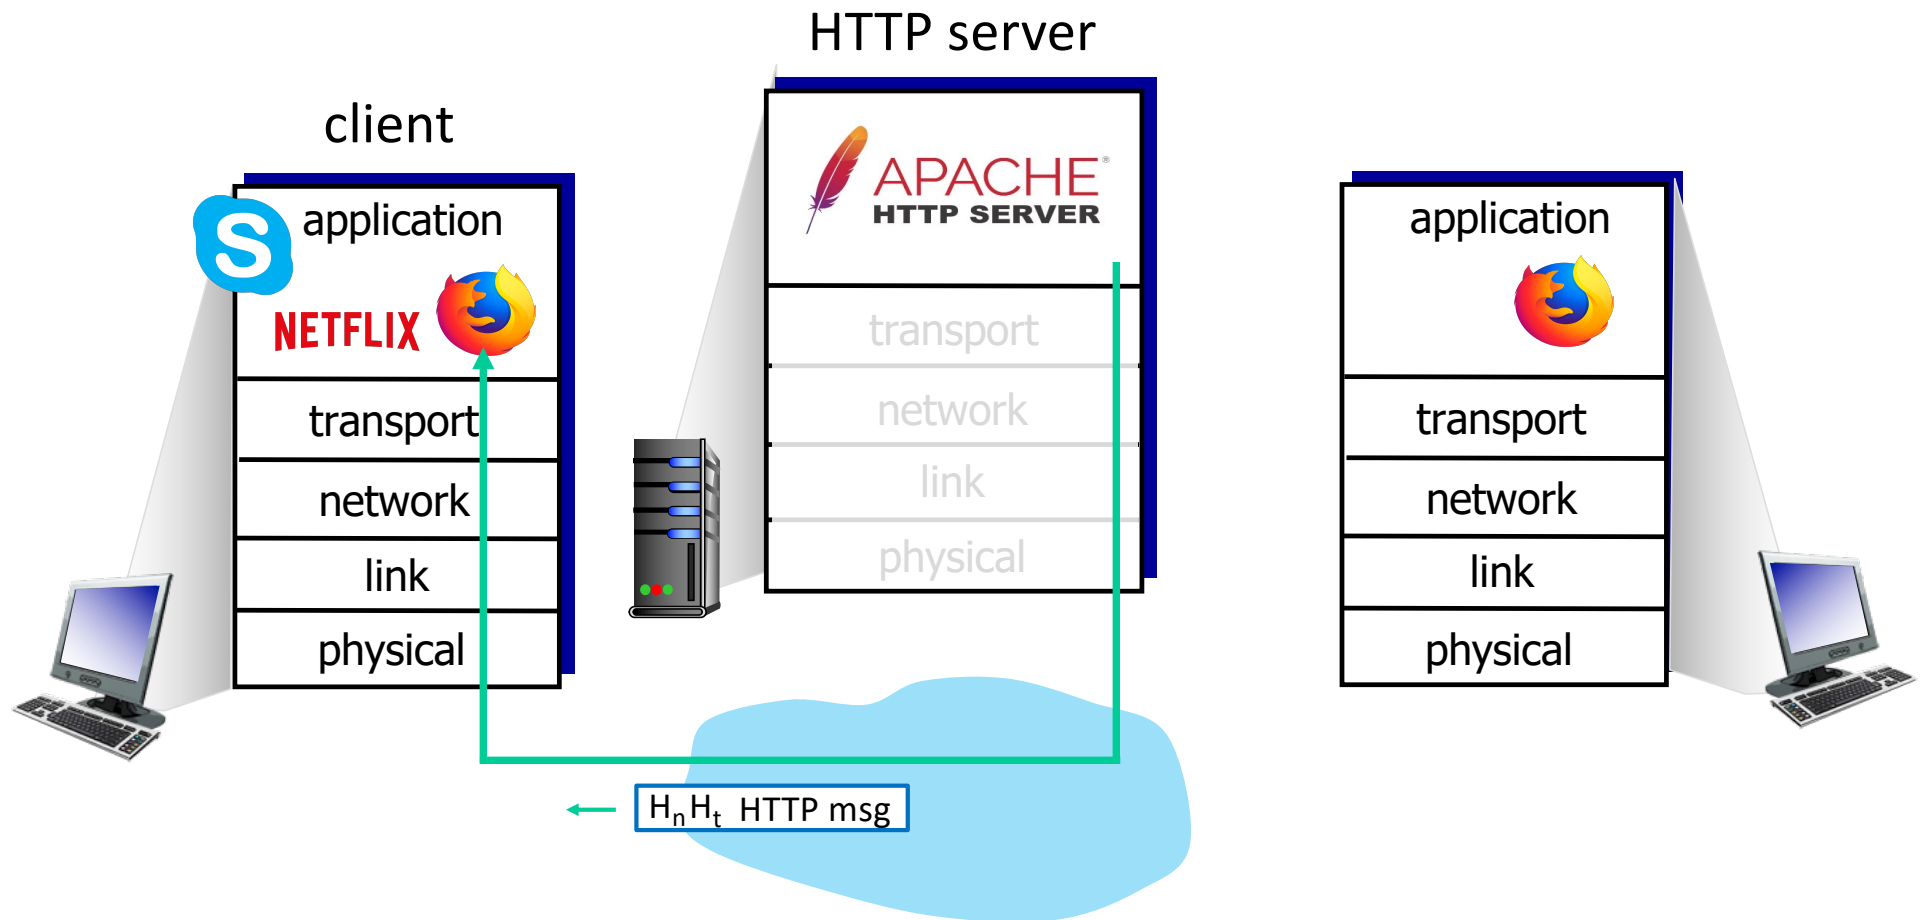 HTTP server
client
application
NETFLIX
transport
network
link
physical
APACHE®
HTTP SERVER
transport
network
link
physical
application
transport
network
link
physical
HnHt HTTP msg